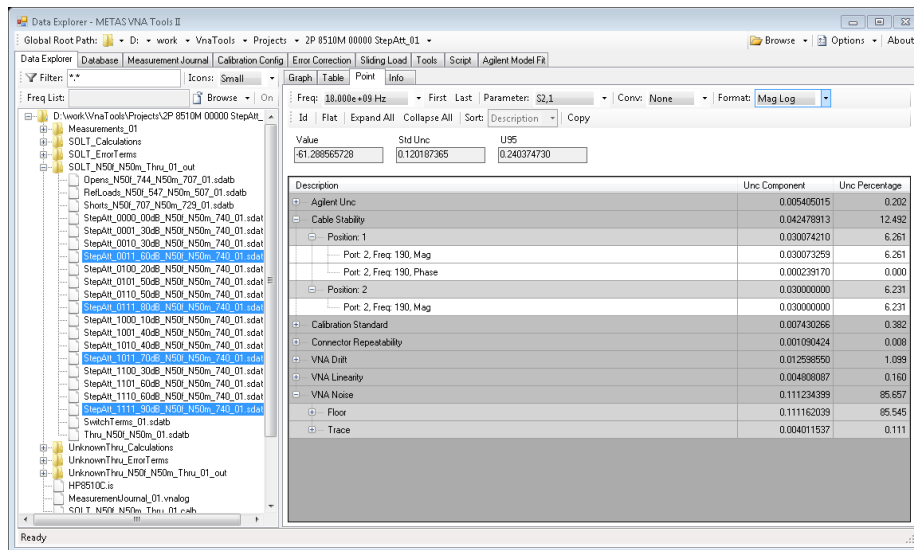 Data Explorer - METAS VNA Tools II
Global Root Path: D: work VnaTools Projects 2P 8510M 00000 StepAtt_01 Browse Options About
Data Explorer Database Measurement Journal Calibration Config Error Correction Sliding Load Tools Script Agilent Model Fit
Filter: *.* Icons: Small
Freq List: Browse On
D:\work\VnaTools\Projects\2P 8510M 00000 StepAtt_
Measurements_01
SOLT_Calculations
SOLT_ErrorTerms
SOLT_N50f_N50m_Thru_01_out
Opens_N50f_744_N50m_707_01.sdatb
RefLoads_N50f_547_N50m_507_01.sdatb
Shorts_N50f_707_N50m_729_01.sdatb
StepAtt_0000_00dB_N50f_N50m_740_01.sdat
StepAtt_0001_30dB_N50f_N50m_740_01.sdat
StepAtt_0010_30dB_N50f_N50m_740_01.sdat
StepAtt_0011_60dB_N50f_N50m_740_01.sdat
StepAtt_0100_20dB_N50f_N50m_740_01.sdat
StepAtt_0101_50dB_N50f_N50m_740_01.sdat
StepAtt_0110_50dB_N50f_N50m_740_01.sdat
StepAtt_0111_80dB_N50f_N50m_740_01.sdat
StepAtt_1000_10dB_N50f_N50m_740_01.sdat
StepAtt_1001_40dB_N50f_N50m_740_01.sdat
StepAtt_1010_40dB_N50f_N50m_740_01.sdat
StepAtt_1011_70dB_N50f_N50m_740_01.sdat
StepAtt_1100_30dB_N50f_N50m_740_01.sdat
StepAtt_1101_60dB_N50f_N50m_740_01.sdat
StepAtt_1110_60dB_N50f_N50m_740_01.sdat
StepAtt_1111_90dB_N50f_N50m_740_01.sdat
SwitchTerms_01.sdatb
Thru_N50f_N50m_01.sdatb
UnknownThru_Calculations
UnknownThru_ErrorTerms
UnknownThru_N50f_N50m_Thru_01_out
HP8510C.is
MeasurementJournal_01.vnalog
SOLT_N50f_N50m_Thru_01.calb
Graph Table Point Info
Freq: 18.000e+09 Hz First Last Parameter: S2,1 Conv: None Format: Mag Log
Id Flat Expand All Collapse All Sort: Description Copy
Value Std Unc U95
-61.288565728 0.120187365 0.240374730
Description Unc Component Unc Percentage
Agilent Unc 0.005405015 0.202
Cable Stability 0.042478913 12.492
Position: 1 0.030074210 6.261
Port: 2, Freq: 190, Mag 0.030073259 6.261
Port: 2, Freq: 190, Phase 0.000239170 0.000
Position: 2 0.030000000 6.231
Port: 2, Freq: 190, Mag 0.030000000 6.231
Calibration Standard 0.007430266 0.382
Connector Repeatability 0.001090424 0.008
VNA Drift 0.012598550 1.099
VNA Linearity 0.004808087 0.160
VNA Noise 0.111234399 85.657
Floor 0.111162039 85.545
Trace 0.004011537 0.111
Ready